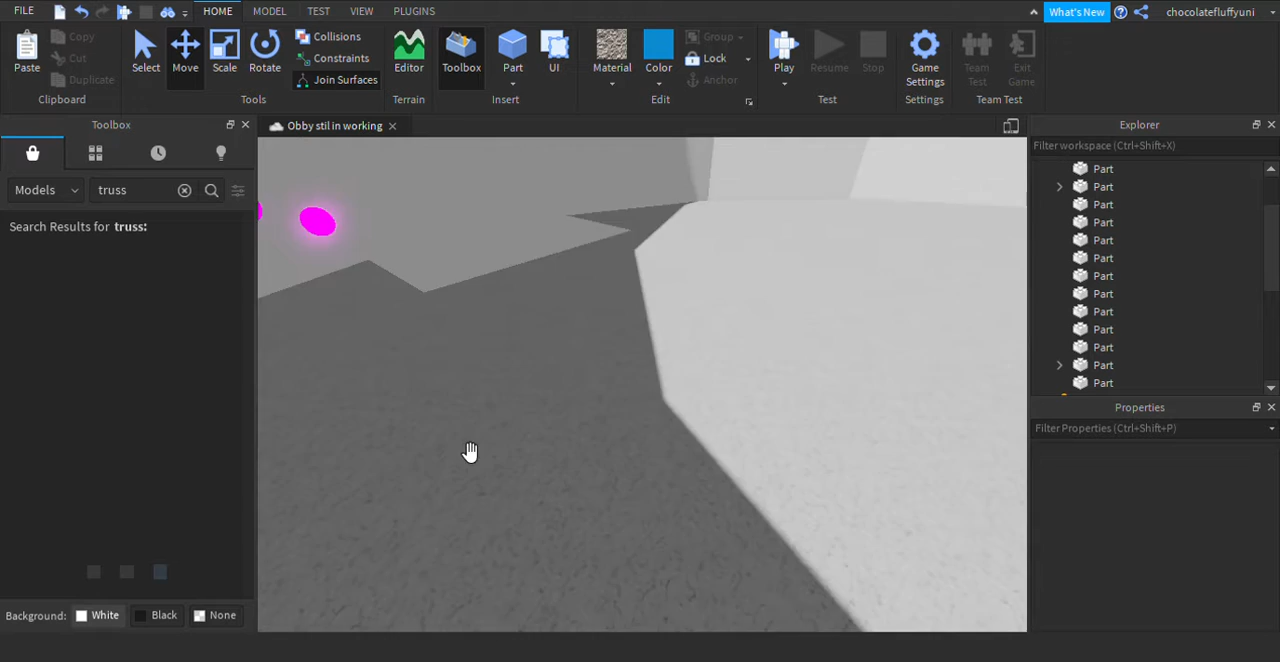 FILE HOME MODEL TEST VIEW PLUGINS What's New chocolatefluffyuni
Paste Copy Cut Duplicate
Clipboard
Select Move Scale Rotate Collisions Constraints Join Surfaces
Tools
Editor
Terrain
Toolbox Part UI
Insert
Material Color Group Lock Anchor
Edit
Play Resume Stop
Test
Game Settings
Settings
Team Test Exit Game
Team Test
Toolbox
Models truss
Search Results for truss:
Background: White Black None
Obby stil in working
Explorer
Filter workspace (Ctrl+Shift+X)
Part
Part
Part
Part
Part
Part
Part
Part
Part
Part
Part
Part
Part
Properties
Filter Properties (Ctrl+Shift+P)